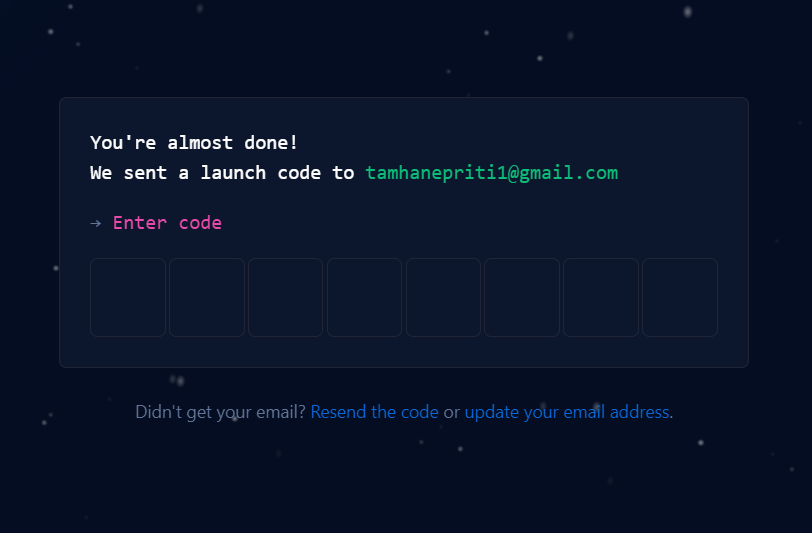 You're almost done!
We sent a launch code to tamhanepriti1@gmail.com
→ Enter code
Didn't get your email? Resend the code or update your email address.